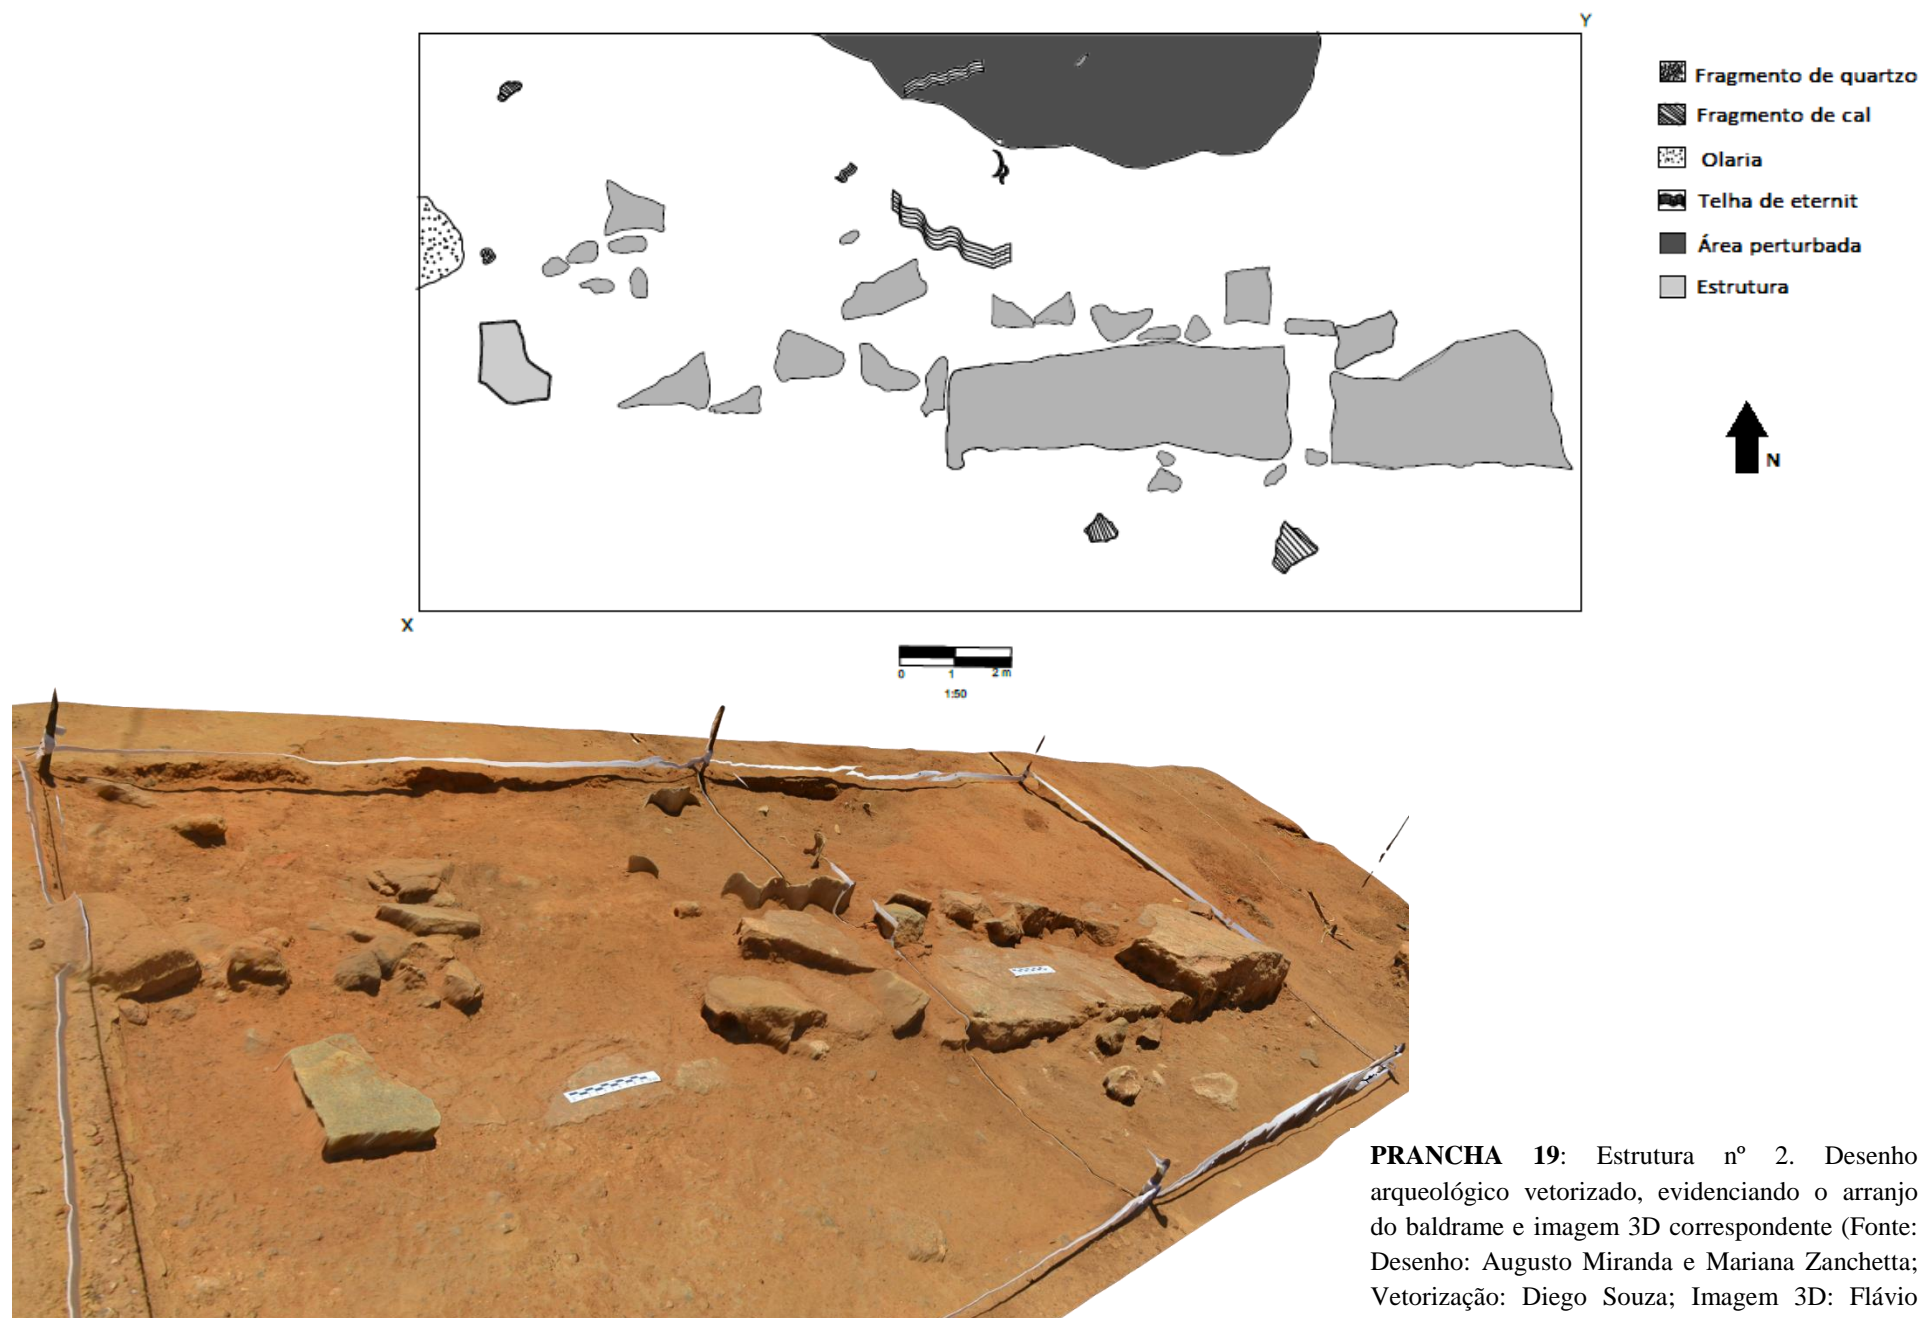 Y
Fragmento de quartzo
Fragmento de cal
Olaria
Telha de eternit
Área perturbada
Estrutura
N
X
0 1 2 m
1:50
PRANCHA 19: Estrutura nº 2. Desenho
arqueológico vetorizado, evidenciando o arranjo
do baldrame e imagem 3D correspondente (Fonte:
Desenho: Augusto Miranda e Mariana Zanchetta;
Vetorização: Diego Souza; Imagem 3D: Flávio